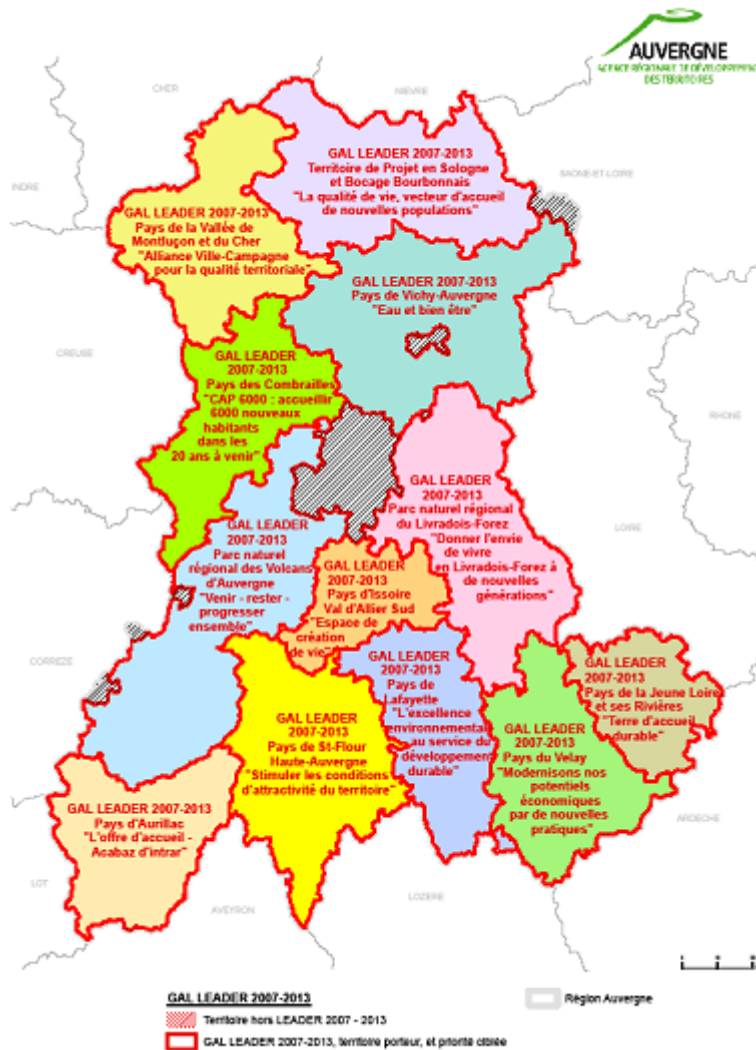 AUVERGNE
AGENCE RÉGIONALE DE DÉVELOPPEMENT
DES TERRITOIRES
CHER
NIEVRE
INDRE
SAONE-ET-LOIRE
GAL LEADER 2007-2013
Territoire de Projet en Sologne
et Bocage Bourbonnais
"La qualité de vie, vecteur d'accueil
de nouvelles populations"
GAL LEADER 2007-2013
Pays de la Vallée de
Montluçon et du Cher
"Alliance Ville-Campagne
pour la qualité territoriale"
GAL LEADER 2007-2013
Pays de Vichy-Auvergne
"Eau et bien être"
CREUSE
GAL LEADER
2007-2013
Pays des Combrailles
"CAP 6000 : accueillir
6000 nouveaux
habitants
dans les
20 ans à venir"
RHONE
GAL LEADER
2007-2013
Parc naturel régional
du Livradois-Forez
"Donner l'envie
de vivre
en Livradois-Forez à
de nouvelles
générations"
LOIRE
GAL LEADER
2007-2013
Parc naturel
régional des Volcans
d'Auvergne
"Venir - rester -
progresser
ensemble"
GAL LEADER
2007-2013
Pays d'Issoire
Val d'Allier Sud
"Espace de
création
de vie"
CORREZE
GAL LEADER
2007-2013
Pays de
Lafayette
"L'excellence
environnementale
au service du
développement
durable"
GAL LEADER
2007-2013
Pays de la Jeune Loire
et ses Rivières
"Terre d'accueil
durable"
GAL LEADER
2007-2013
Pays de St-Flour
Haute-Auvergne
"Stimuler les conditions
d'attractivité du territoire"
GAL LEADER
2007-2013
Pays du Velay
"Modernisons nos
potentiels
économiques
par de nouvelles
pratiques"
GAL LEADER 2007-2013
Pays d'Aurillac
"L'offre d'accueil -
Acabaz d'intrar"
ARDECHE
LOT
AVEYRON
LOZERE
GAL LEADER 2007-2013
Territoire hors LEADER 2007 - 2013
GAL LEADER 2007-2013, territoire porteur, et priorité ciblée
Région Auvergne